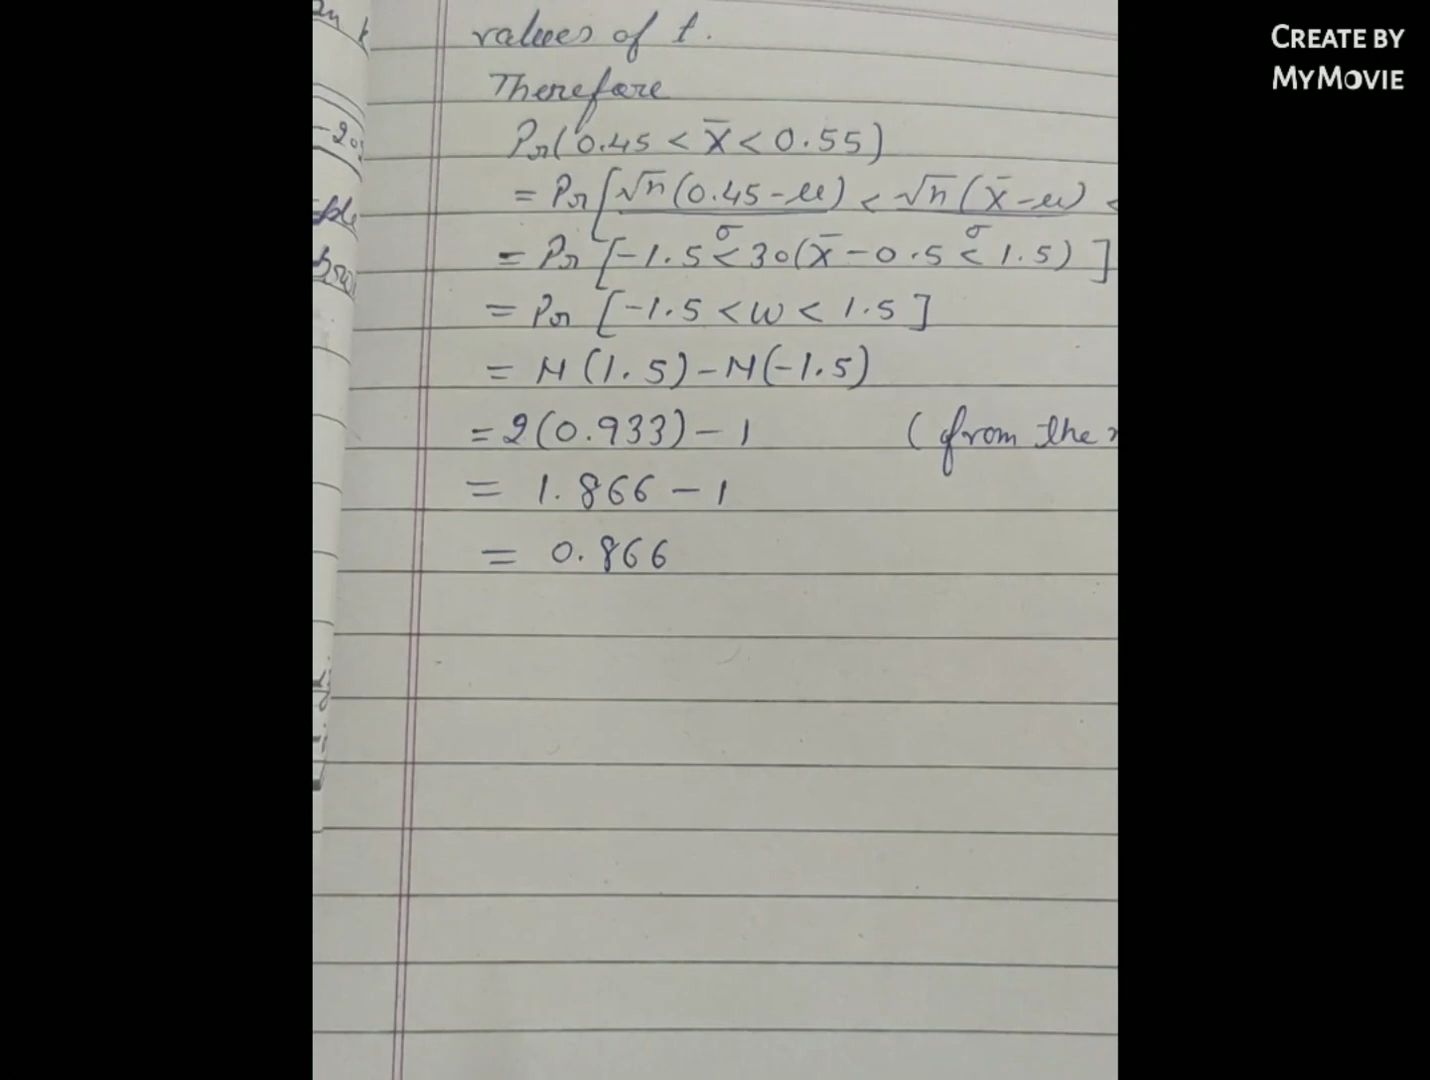 values of t.
Therefore
Pr(0.45 < X̄ < 0.55)
= Pr[√n(0.45-μ)/σ < √n(X̄-μ)/σ <
= Pr[-1.5 < 30(X̄-0.5 < 1.5)]
= Pr [-1.5 < W < 1.5]
= N(1.5) - N(-1.5)
= 2(0.933) - 1 (from the
= 1.866 - 1
= 0.866
CREATE BY
MYMOVIE